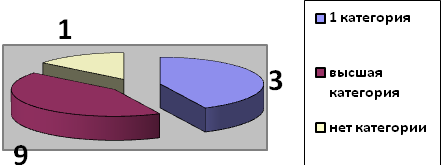 1
3
9
1 категория
высшая
категория
нет категории